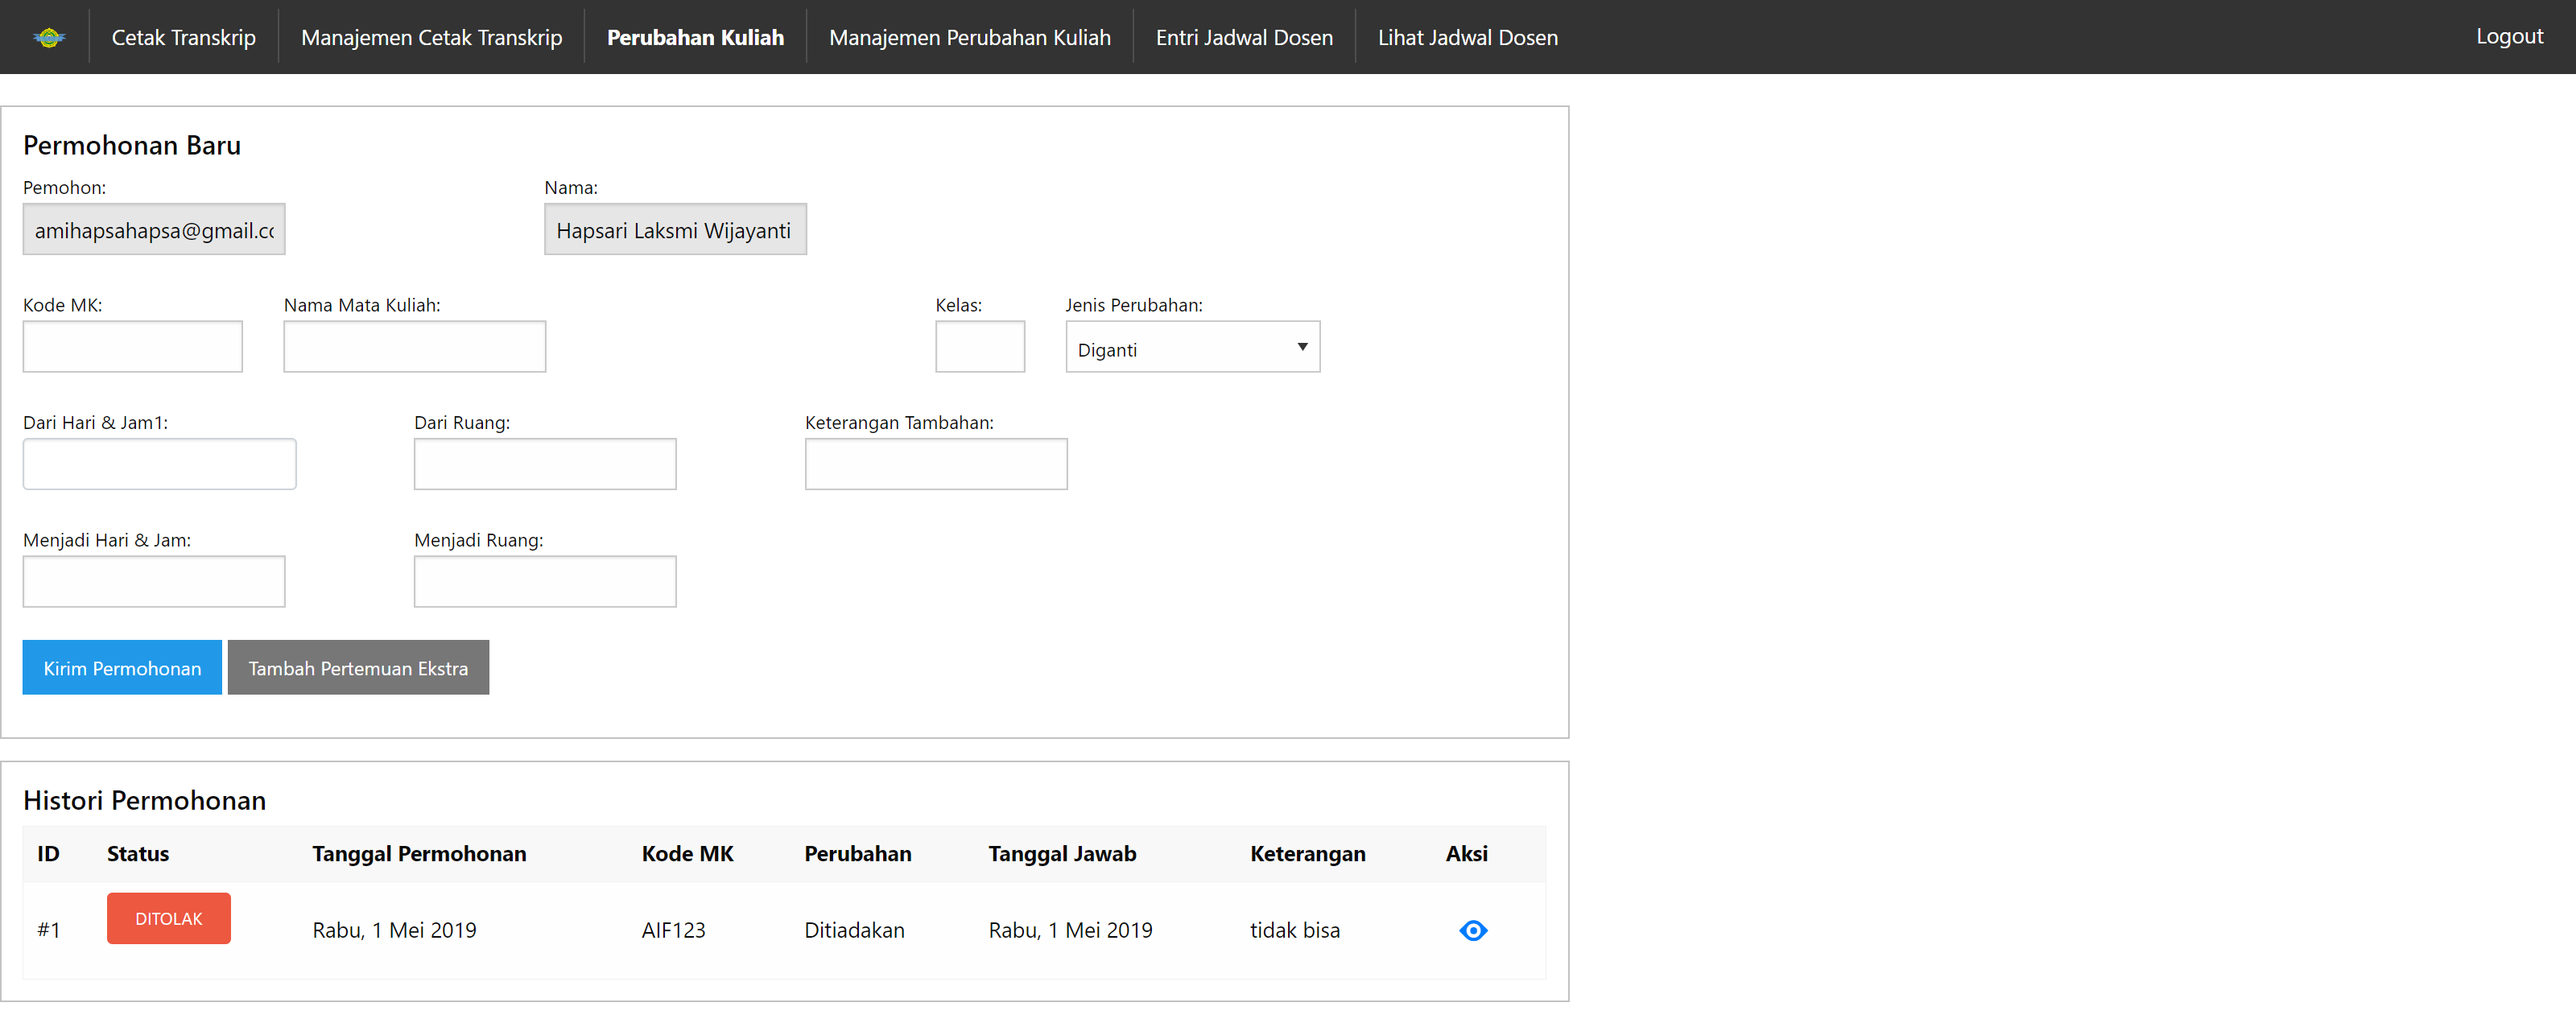 Cetak Transkrip Manajemen Cetak Transkrip Perubahan Kuliah Manajemen Perubahan Kuliah Entri Jadwal Dosen Lihat Jadwal Dosen Logout
Permohonan Baru
Pemohon: Nama:
amihapsahapsa@gmail.cc Hapsari Laksmi Wijayanti
Kode MK: Nama Mata Kuliah: Kelas: Jenis Perubahan:
Diganti
Dari Hari & Jam1: Dari Ruang: Keterangan Tambahan:
Menjadi Hari & Jam: Menjadi Ruang:
Kirim Permohonan Tambah Pertemuan Ekstra
Histori Permohonan
ID Status Tanggal Permohonan Kode MK Perubahan Tanggal Jawab Keterangan Aksi
#1 DITOLAK Rabu, 1 Mei 2019 AIF123 Ditiadakan Rabu, 1 Mei 2019 tidak bisa